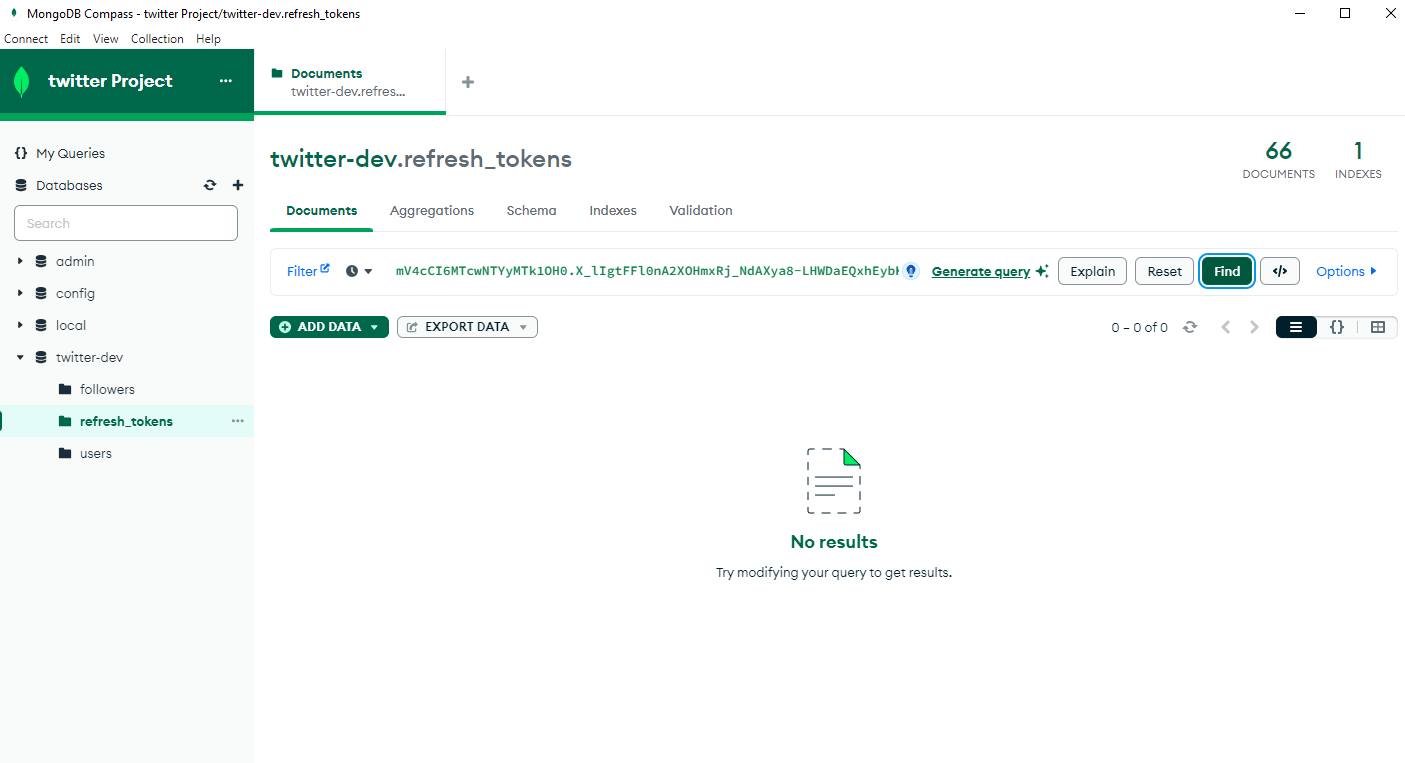 MongoDB Compass - twitter Project/twitter-dev.refresh_tokens
Connect Edit View Collection Help
twitter Project
Documents
twitter-dev.refres...
My Queries
Databases
Search
admin
config
local
twitter-dev
followers
refresh_tokens
users
twitter-dev.refresh_tokens
66
DOCUMENTS
1
INDEXES
Documents Aggregations Schema Indexes Validation
Filter mV4cCI6MTcwNTYyMTk1OH0.X_lIgtFFl0nA2XOHmxRj_NdAXya8-LHWDaEQxhEyb Generate query Explain Reset Find </> Options
ADD DATA EXPORT DATA 0 – 0 of 0 {}
No results
Try modifying your query to get results.